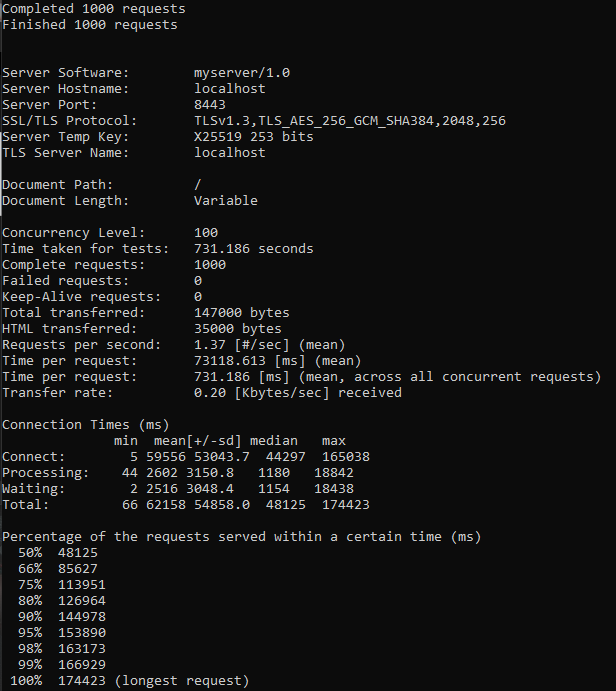 Completed 1000 requests
Finished 1000 requests
Server Software: myserver/1.0
Server Hostname: localhost
Server Port: 8443
SSL/TLS Protocol: TLSv1.3,TLS_AES_256_GCM_SHA384,2048,256
Server Temp Key: X25519 253 bits
TLS Server Name: localhost
Document Path: /
Document Length: Variable
Concurrency Level: 100
Time taken for tests: 731.186 seconds
Complete requests: 1000
Failed requests: 0
Keep-Alive requests: 0
Total transferred: 147000 bytes
HTML transferred: 35000 bytes
Requests per second: 1.37 [#/sec] (mean)
Time per request: 73118.613 [ms] (mean)
Time per request: 731.186 [ms] (mean, across all concurrent requests)
Transfer rate: 0.20 [Kbytes/sec] received
Connection Times (ms)
min mean[+/-sd] median max
Connect: 5 59556 53043.7 44297 165038
Processing: 44 2602 3150.8 1180 18842
Waiting: 2 2516 3048.4 1154 18438
Total: 66 62158 54858.0 48125 174423
Percentage of the requests served within a certain time (ms)
50% 48125
66% 85627
75% 113951
80% 126964
90% 144978
95% 153890
98% 163173
99% 166929
100% 174423 (longest request)